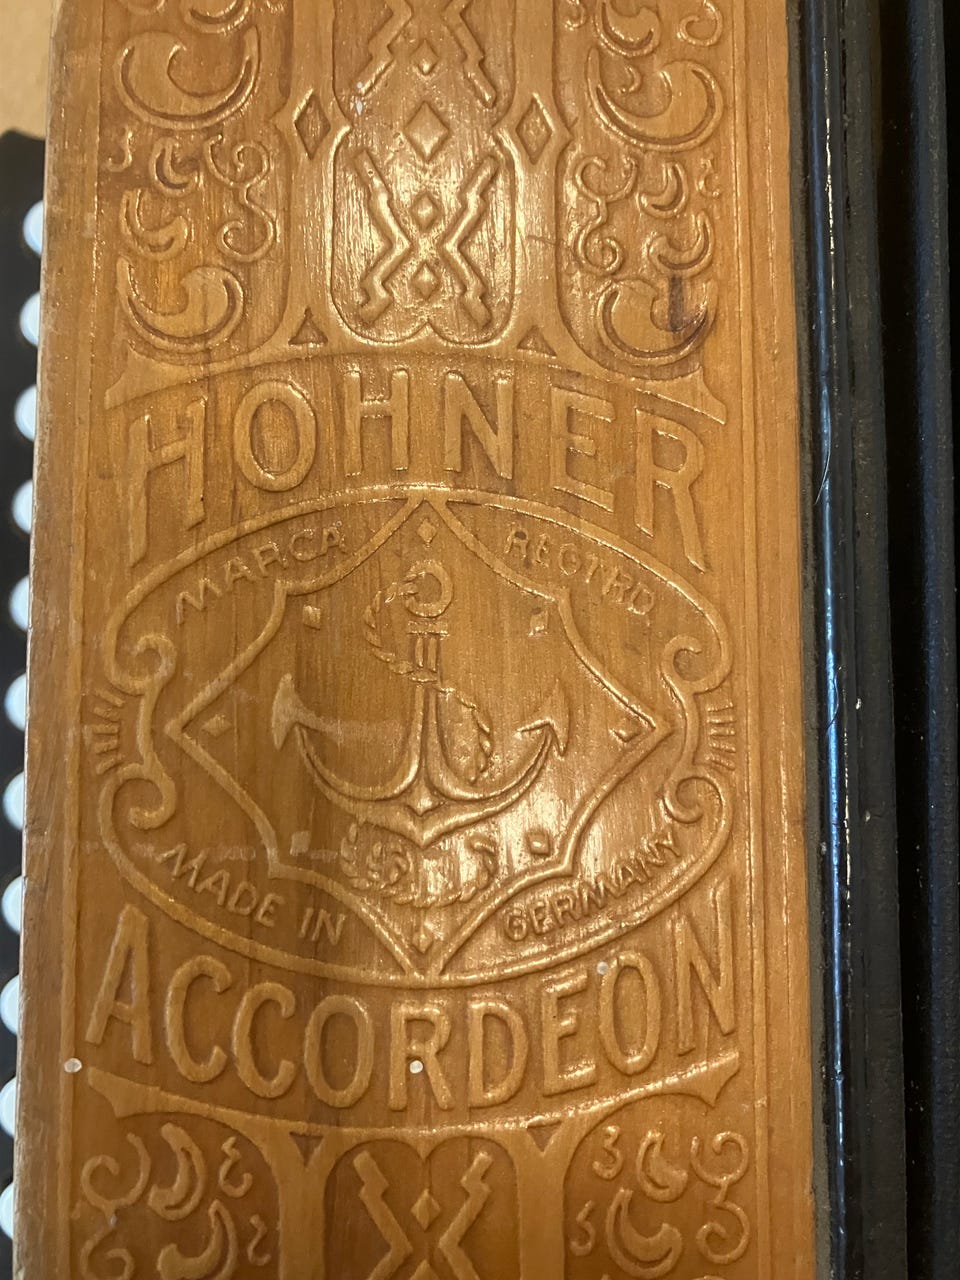 HOHNER
MARCA REGTRD
MADE IN GERMANY
ACCORDEON